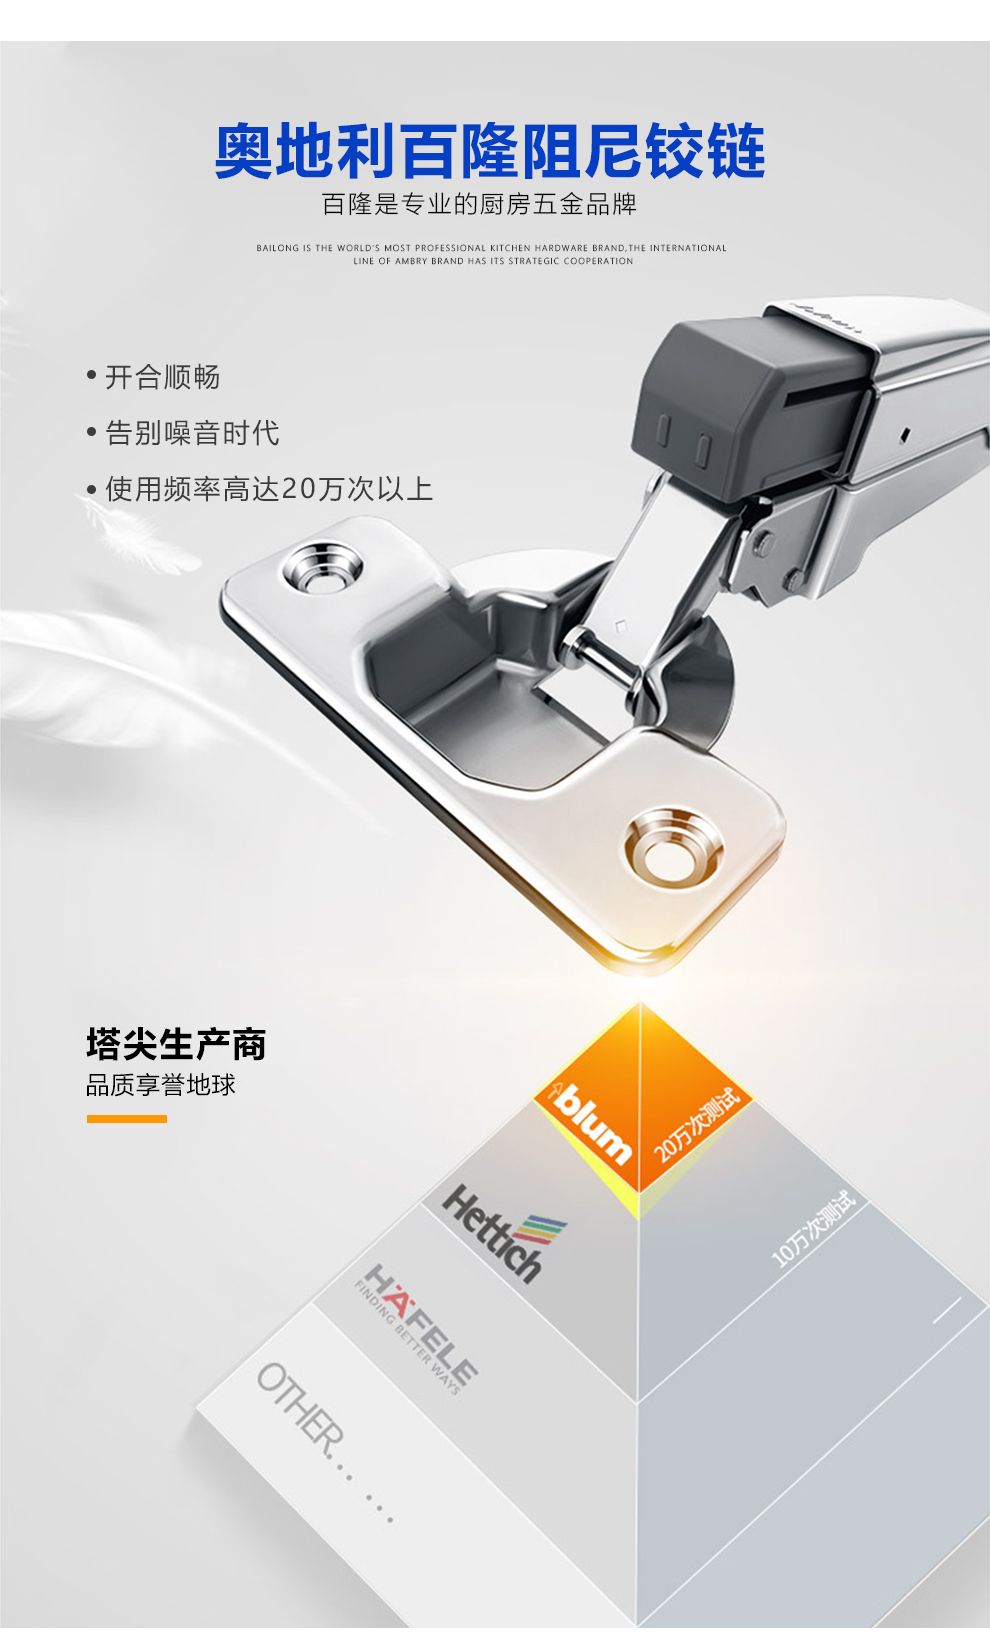 奥地利百隆阻尼铰链
百隆是专业的厨房五金品牌
BAILONG IS THE WORLD'S MOST PROFESSIONAL KITCHEN HARDWARE BRAND,THE INTERNATIONAL
LINE OF AMBRY BRAND HAS ITS STRATEGIC COOPERATION
• 开合顺畅
• 告别噪音时代
• 使用频率高达20万次以上
塔尖生产商
品质享誉地球
blum
20万次测试
Hettich
10万次测试
HÄFELE
FINDING BETTER WAYS
OTHER... ...